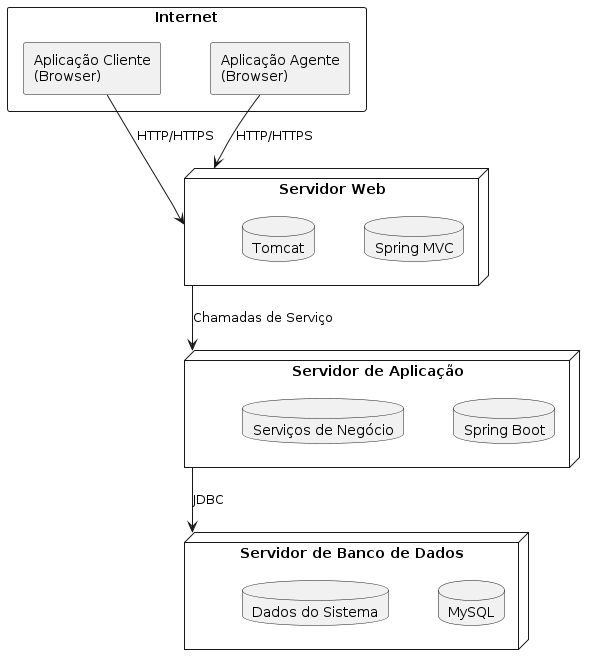 Internet
Aplicação Cliente
(Browser)
Aplicação Agente
(Browser)
HTTP/HTTPS
HTTP/HTTPS
Servidor Web
Tomcat
Spring MVC
Chamadas de Serviço
Servidor de Aplicação
Serviços de Negócio
Spring Boot
JDBC
Servidor de Banco de Dados
Dados do Sistema
MySQL